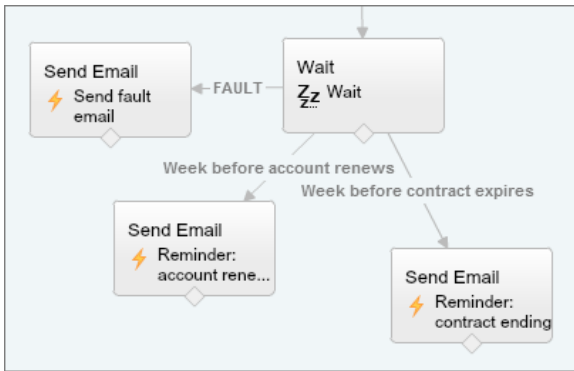 Send Email
Send fault
email
FAULT
Wait
Zzz Wait
Week before account renews
Week before contract expires
Send Email
Reminder:
account rene...
Send Email
Reminder:
contract ending